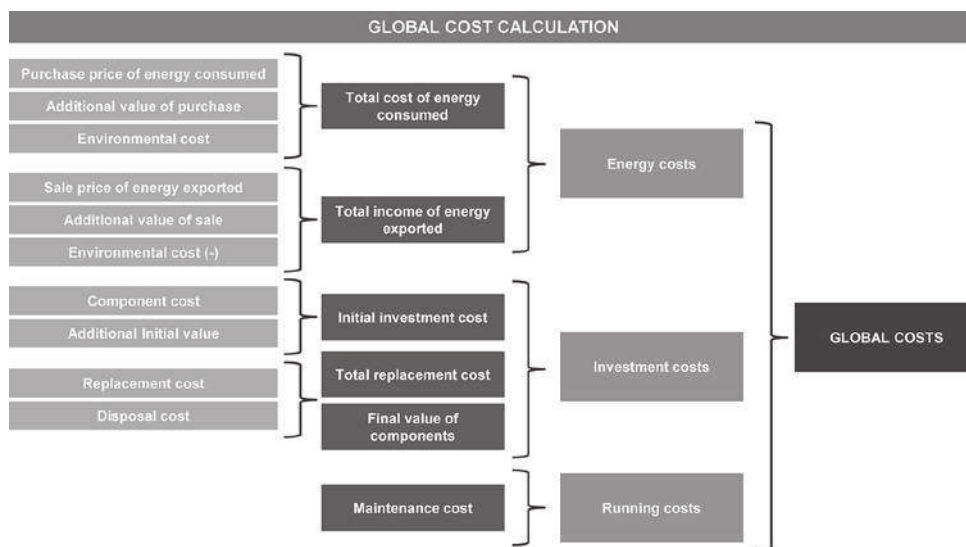 GLOBAL COST CALCULATION
Purchase price of energy consumed
Additional value of purchase
Environmental cost
Total cost of energy
consumed
Energy costs
Sale price of energy exported
Additional value of sale
Environmental cost (-)
Total income of energy
exported
Component cost
Additional Initial value
Initial investment cost
Replacement cost
Disposal cost
Total replacement cost
Final value of
components
Investment costs
Maintenance cost
Running costs
GLOBAL COSTS